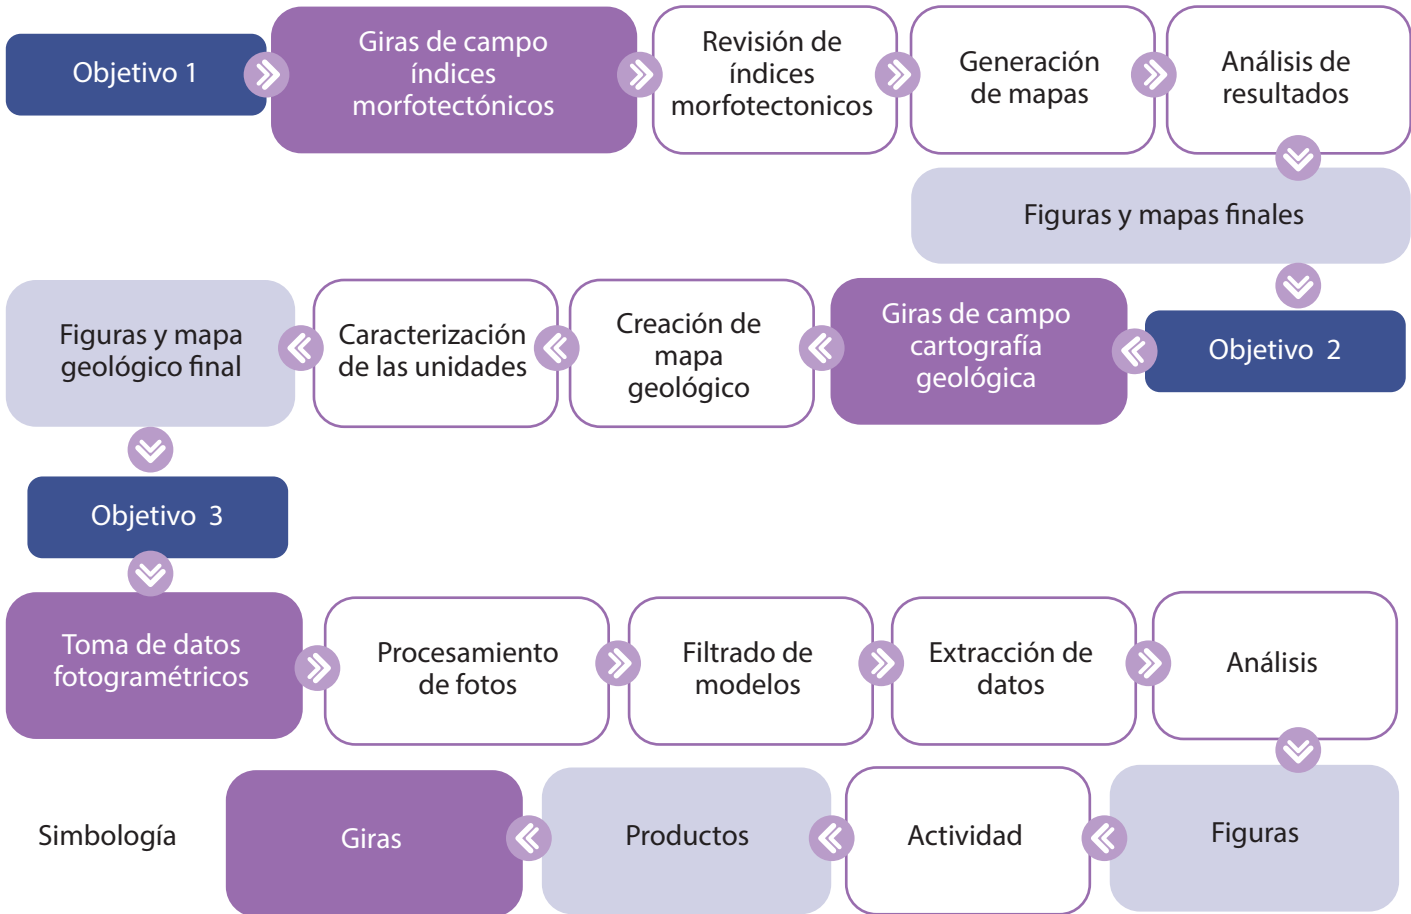 Objetivo 1
Giras de campo
índices
morfotectónicos
Revisión de
índices
morfotectonicos
Generación
de mapas
Análisis de
resultados
Figuras y mapas finales
Objetivo 2
Giras de campo
cartografía
geológica
Creación de
mapa
geológico
Caracterización
de las unidades
Figuras y mapa
geológico final
Objetivo 3
Toma de datos
fotogramétricos
Procesamiento
de fotos
Filtrado de
modelos
Extracción de
datos
Análisis
Figuras
Actividad
Productos
Giras
Simbología